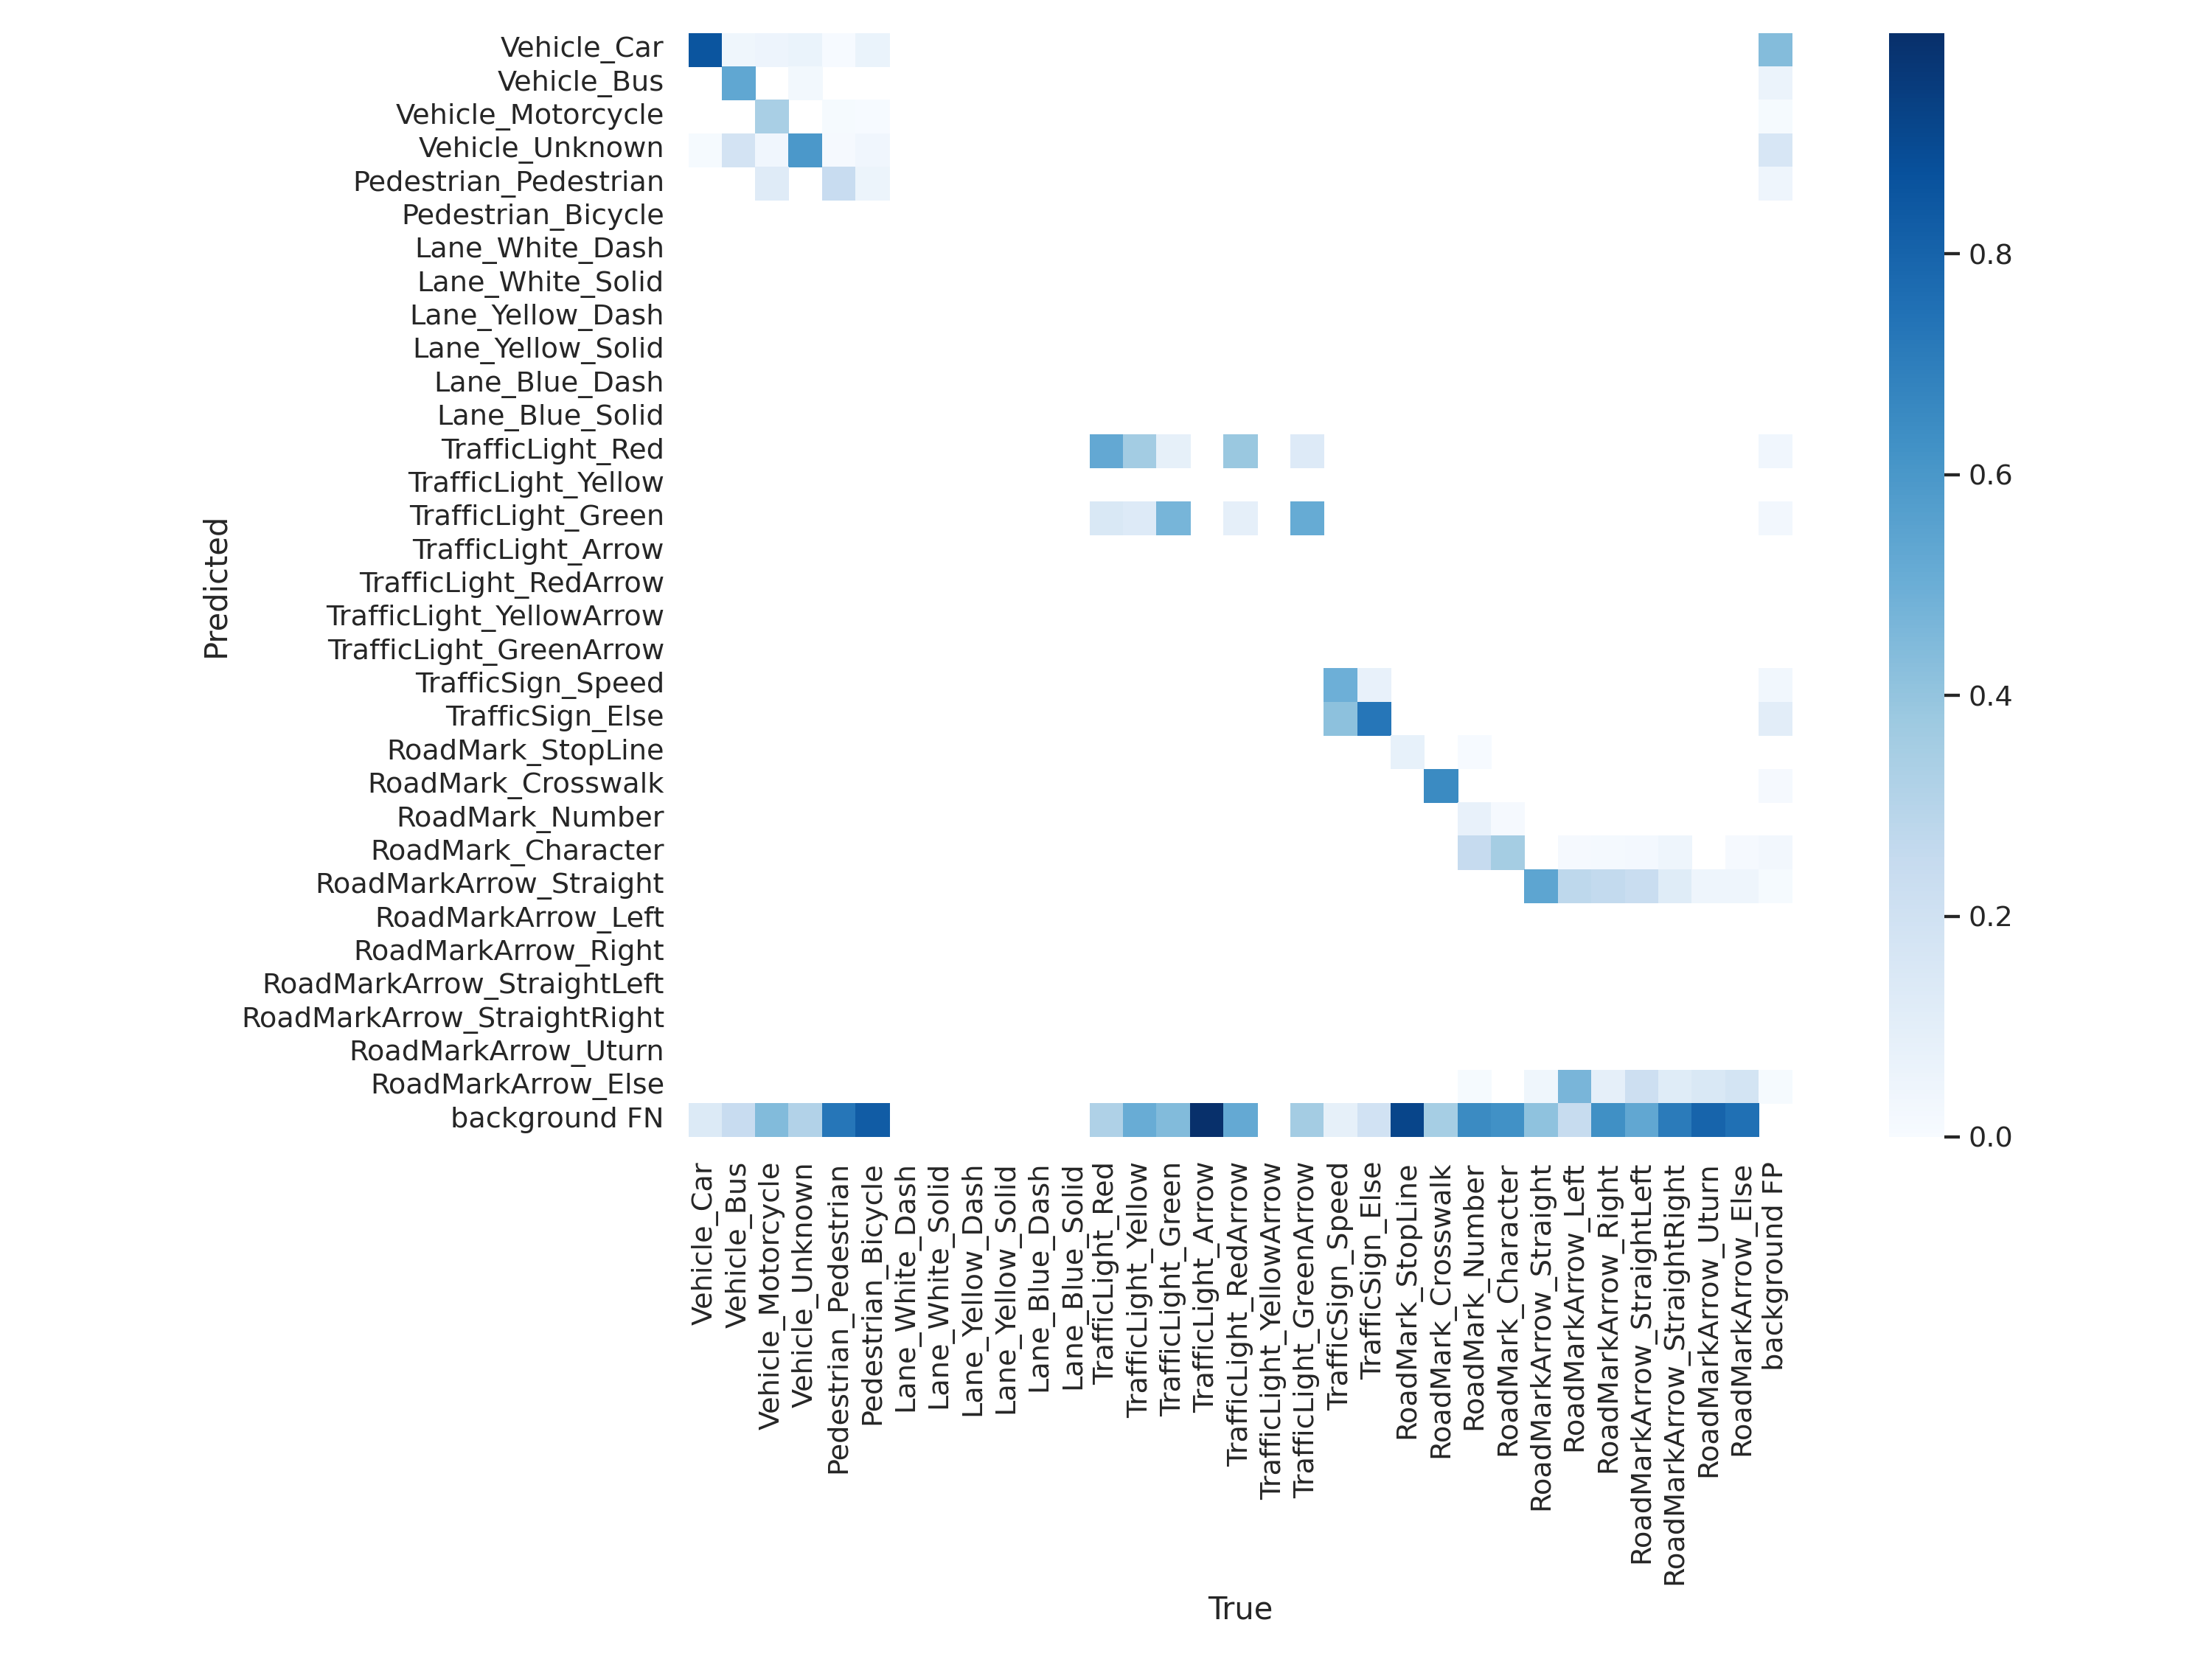 Vehicle_Car
Vehicle_Bus
Vehicle_Motorcycle
Vehicle_Unknown
Pedestrian_Pedestrian
Pedestrian_Bicycle
Lane_White_Dash
Lane_White_Solid
Lane_Yellow_Dash
Lane_Yellow_Solid
Lane_Blue_Dash
Lane_Blue_Solid
TrafficLight_Red
TrafficLight_Yellow
TrafficLight_Green
TrafficLight_Arrow
TrafficLight_RedArrow
TrafficLight_YellowArrow
TrafficLight_GreenArrow
TrafficSign_Speed
TrafficSign_Else
RoadMark_StopLine
RoadMark_Crosswalk
RoadMark_Number
RoadMark_Character
RoadMarkArrow_Straight
RoadMarkArrow_Left
RoadMarkArrow_Right
RoadMarkArrow_StraightLeft
RoadMarkArrow_StraightRight
RoadMarkArrow_Uturn
RoadMarkArrow_Else
background FN
Predicted
0.8
0.6
0.4
0.2
0.0
Vehicle_Car
Vehicle_Bus
Vehicle_Motorcycle
Vehicle_Unknown
Pedestrian_Pedestrian
Pedestrian_Bicycle
Lane_White_Dash
Lane_White_Solid
Lane_Yellow_Dash
Lane_Yellow_Solid
Lane_Blue_Dash
Lane_Blue_Solid
TrafficLight_Red
TrafficLight_Yellow
TrafficLight_Green
TrafficLight_Arrow
TrafficLight_RedArrow
TrafficLight_YellowArrow
TrafficLight_GreenArrow
TrafficSign_Speed
TrafficSign_Else
RoadMark_StopLine
RoadMark_Crosswalk
RoadMark_Number
RoadMark_Character
RoadMarkArrow_Straight
RoadMarkArrow_Left
RoadMarkArrow_Right
RoadMarkArrow_StraightLeft
RoadMarkArrow_StraightRight
RoadMarkArrow_Uturn
RoadMarkArrow_Else
background FP
True